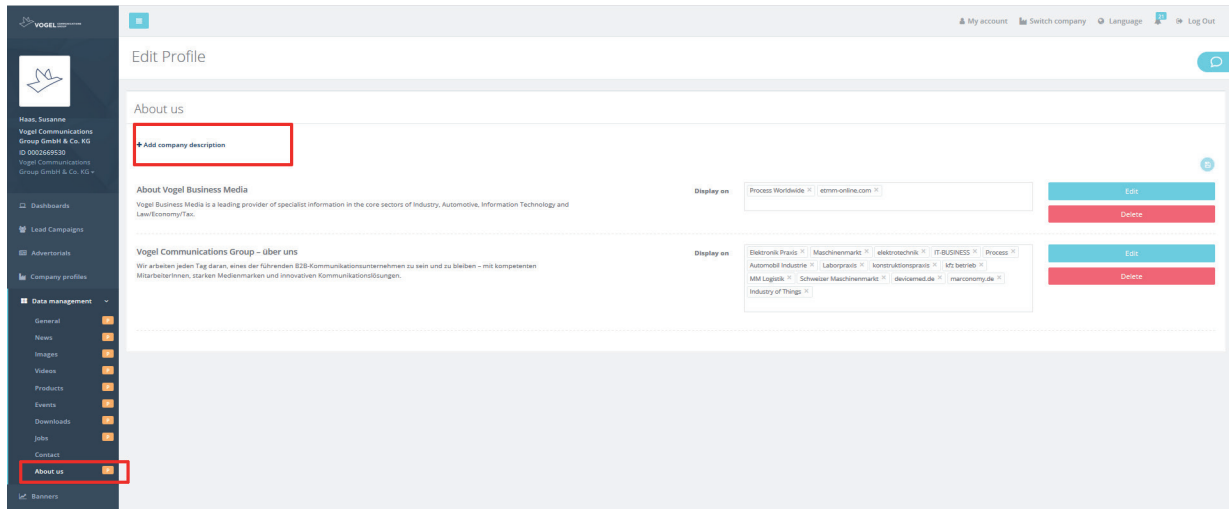 VOGEL COMMUNICATIONS GROUP
My account Switch company Language 21 Log Out
Edit Profile
Haas, Susanne
Vogel Communications
Group GmbH & Co. KG
ID 0002669530
Vogel Communications
Group GmbH & Co. KG
Dashboards
Lead Campaigns
Advertorials
Company profiles
Data management
General
News
Images
Videos
Products
Events
Downloads
Jobs
Contact
About us
Banners
About us
+ Add company description
About Vogel Business Media
Vogel Business Media is a leading provider of specialist information in the core sectors of Industry, Automotive, Information Technology and
Law/Economy/Tax.
Display on
Process Worldwide × etmm-online.com ×
Edit
Delete
Vogel Communications Group – über uns
Wir arbeiten jeden Tag daran, eines der führenden B2B-Kommunikationsunternehmen zu sein und zu bleiben – mit kompetenten
MitarbeiterInnen, starken Medienmarken und innovativen Kommunikationslösungen.
Display on
Elektronik Praxis × Maschinenmarkt × elektrotechnik × IT-BUSINESS × Process ×
Automobil Industrie × Laborpraxis × konstruktionspraxis × kfz betrieb ×
MM Logistik × Schweizer Maschinenmarkt × devicemed.de × marconomy.de ×
Industry of Things ×
Edit
Delete